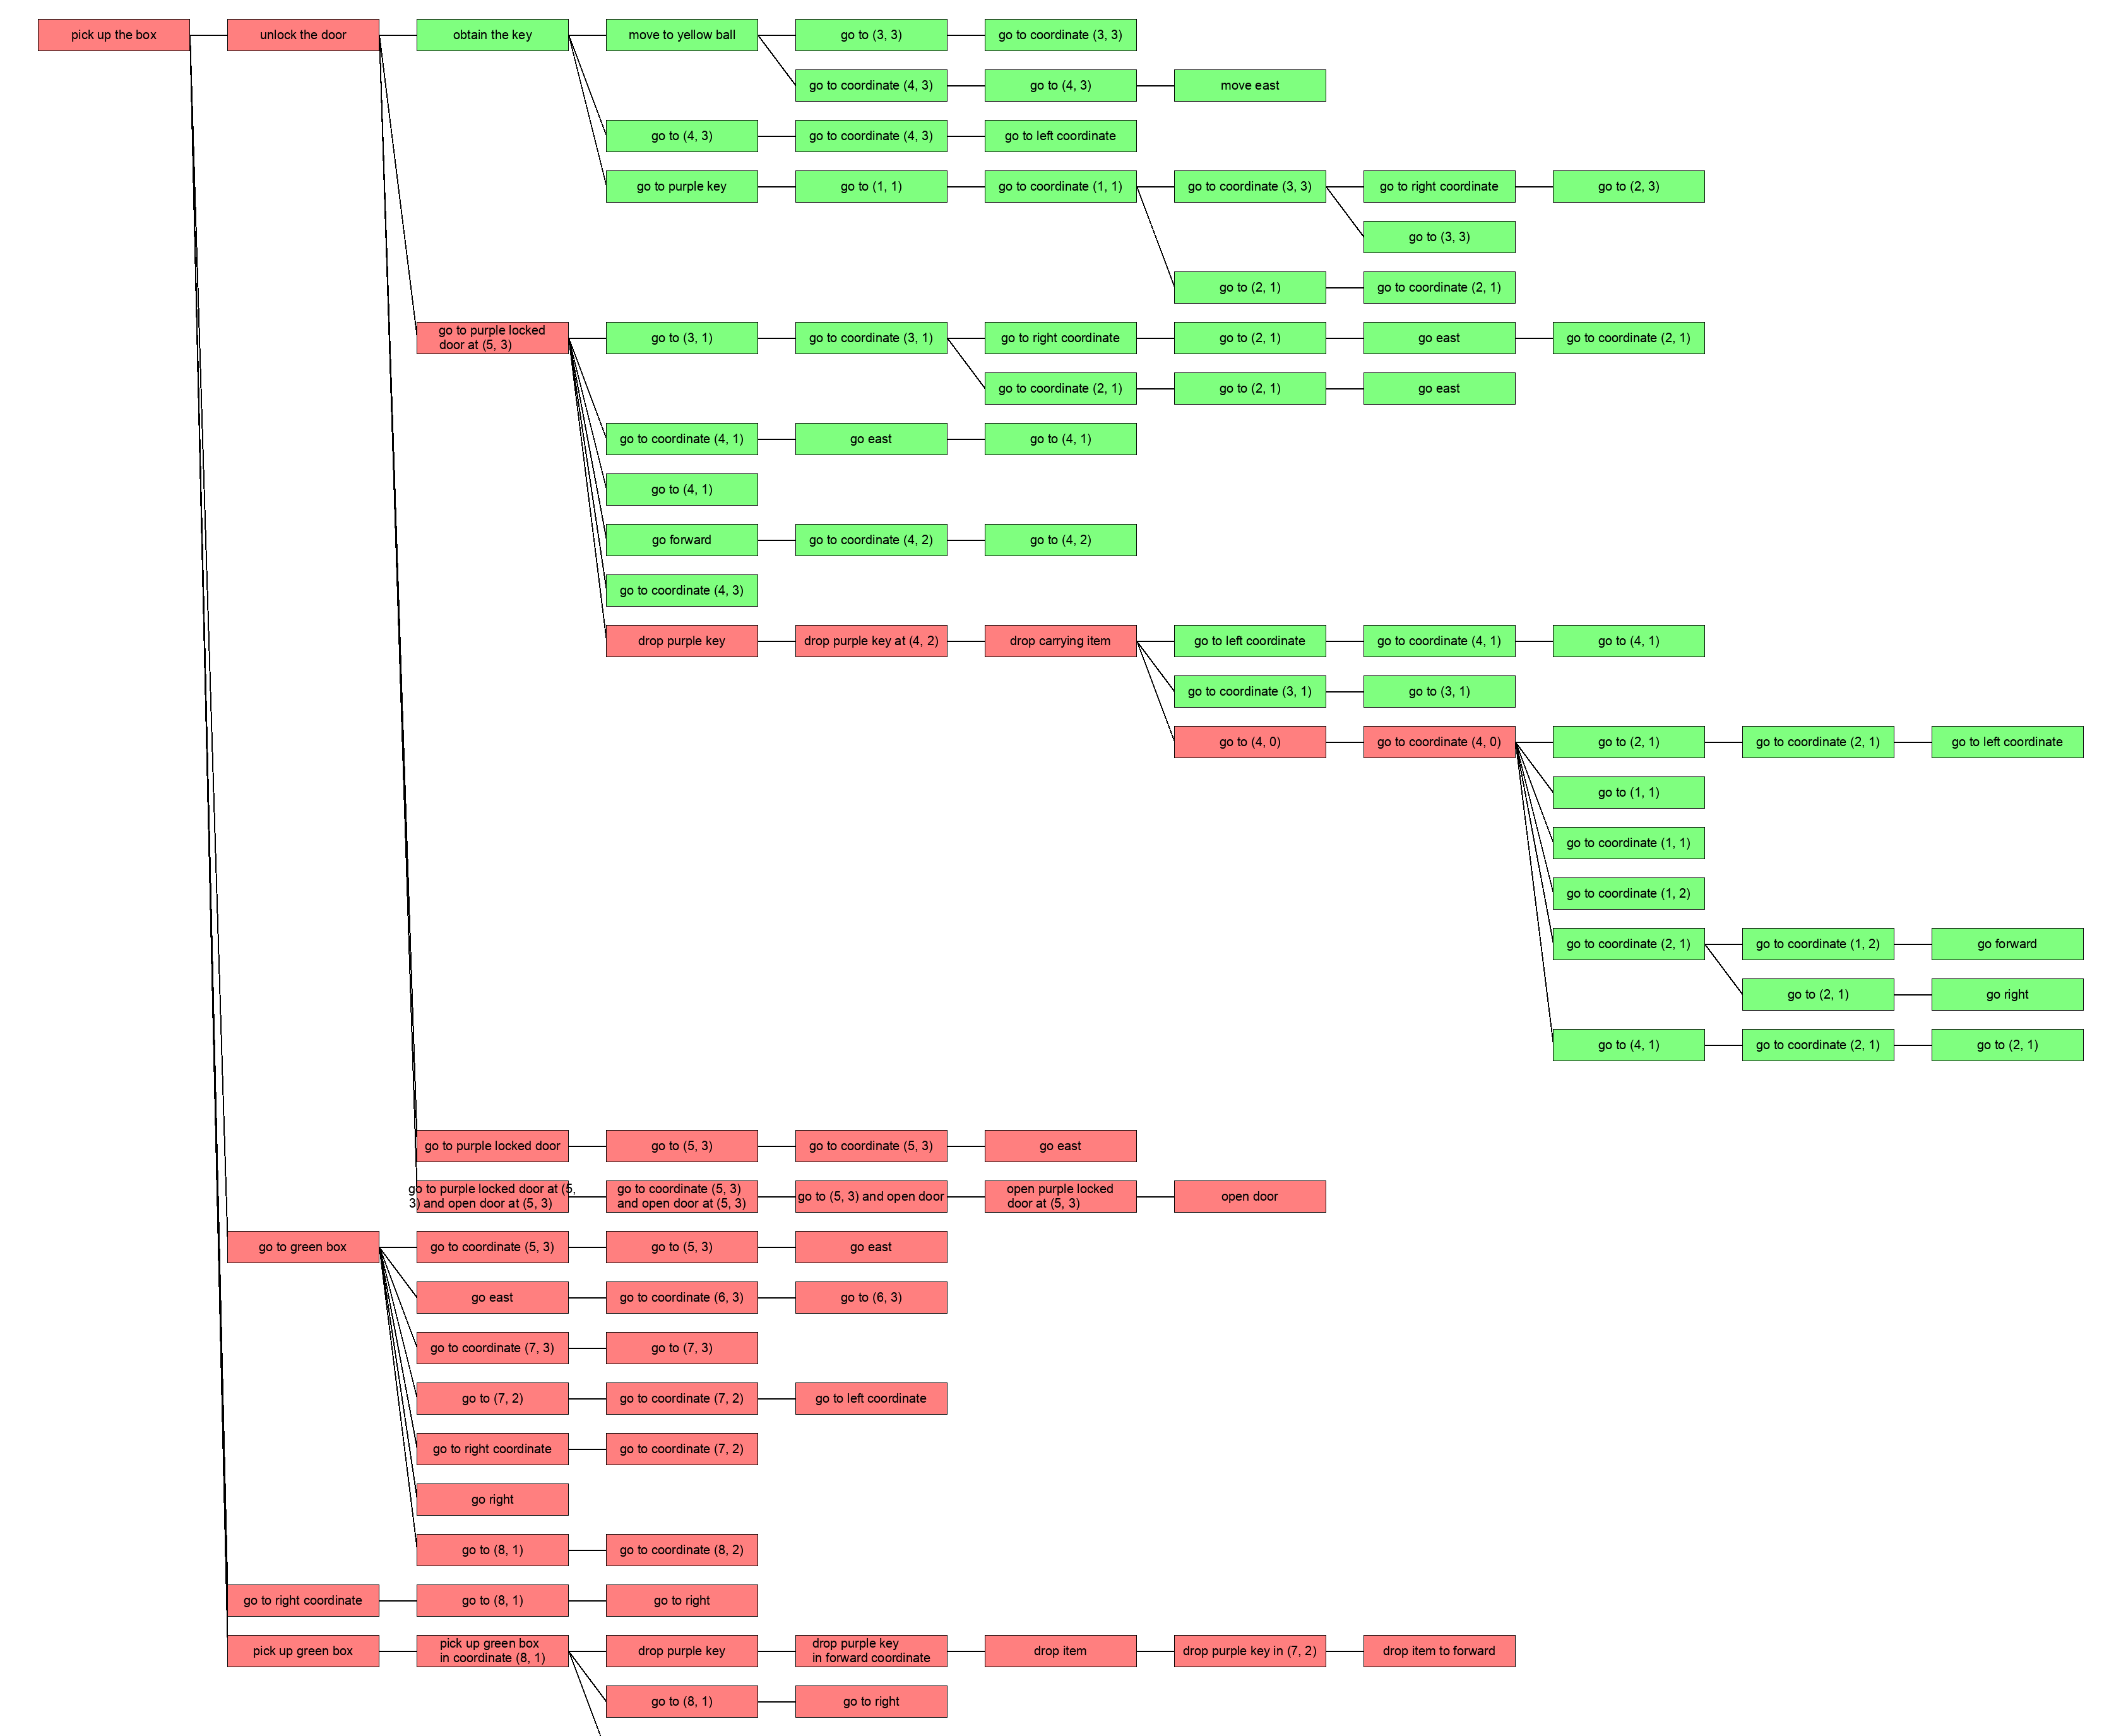 pick up the box
unlock the door
obtain the key
move to yellow ball
go to (3, 3)
go to coordinate (3, 3)
go to coordinate (4, 3)
go to (4, 3)
move east
go to (4, 3)
go to coordinate (4, 3)
go to left coordinate
go to purple key
go to (1, 1)
go to coordinate (1, 1)
go to coordinate (3, 3)
go to right coordinate
go to (2, 3)
go to (3, 3)
go to (2, 1)
go to coordinate (2, 1)
go to purple locked
door at (5, 3)
go to (3, 1)
go to coordinate (3, 1)
go to right coordinate
go to (2, 1)
go east
go to coordinate (2, 1)
go to coordinate (2, 1)
go to (2, 1)
go east
go to coordinate (4, 1)
go east
go to (4, 1)
go to (4, 1)
go forward
go to coordinate (4, 2)
go to (4, 2)
go to coordinate (4, 3)
drop purple key
drop purple key at (4, 2)
drop carrying item
go to left coordinate
go to coordinate (4, 1)
go to (4, 1)
go to coordinate (3, 1)
go to (3, 1)
go to (4, 0)
go to coordinate (4, 0)
go to (2, 1)
go to coordinate (2, 1)
go to left coordinate
go to (1, 1)
go to coordinate (1, 1)
go to coordinate (1, 2)
go to coordinate (2, 1)
go to coordinate (1, 2)
go forward
go to (2, 1)
go right
go to (4, 1)
go to coordinate (2, 1)
go to (2, 1)
go to purple locked door
go to (5, 3)
go to coordinate (5, 3)
go east
go to purple locked door at (5,
3) and open door at (5, 3)
go to coordinate (5, 3)
and open door at (5, 3)
go to (5, 3) and open door
open purple locked
door at (5, 3)
open door
go to green box
go to coordinate (5, 3)
go to (5, 3)
go east
go east
go to coordinate (6, 3)
go to (6, 3)
go to coordinate (7, 3)
go to (7, 3)
go to (7, 2)
go to coordinate (7, 2)
go to left coordinate
go to right coordinate
go to coordinate (7, 2)
go right
go to (8, 1)
go to coordinate (8, 2)
go to right coordinate
go to (8, 1)
go to right
pick up green box
pick up green box
in coordinate (8, 1)
drop purple key
drop purple key
in forward coordinate
drop item
drop purple key in (7, 2)
drop item to forward
go to (8, 1)
go to right